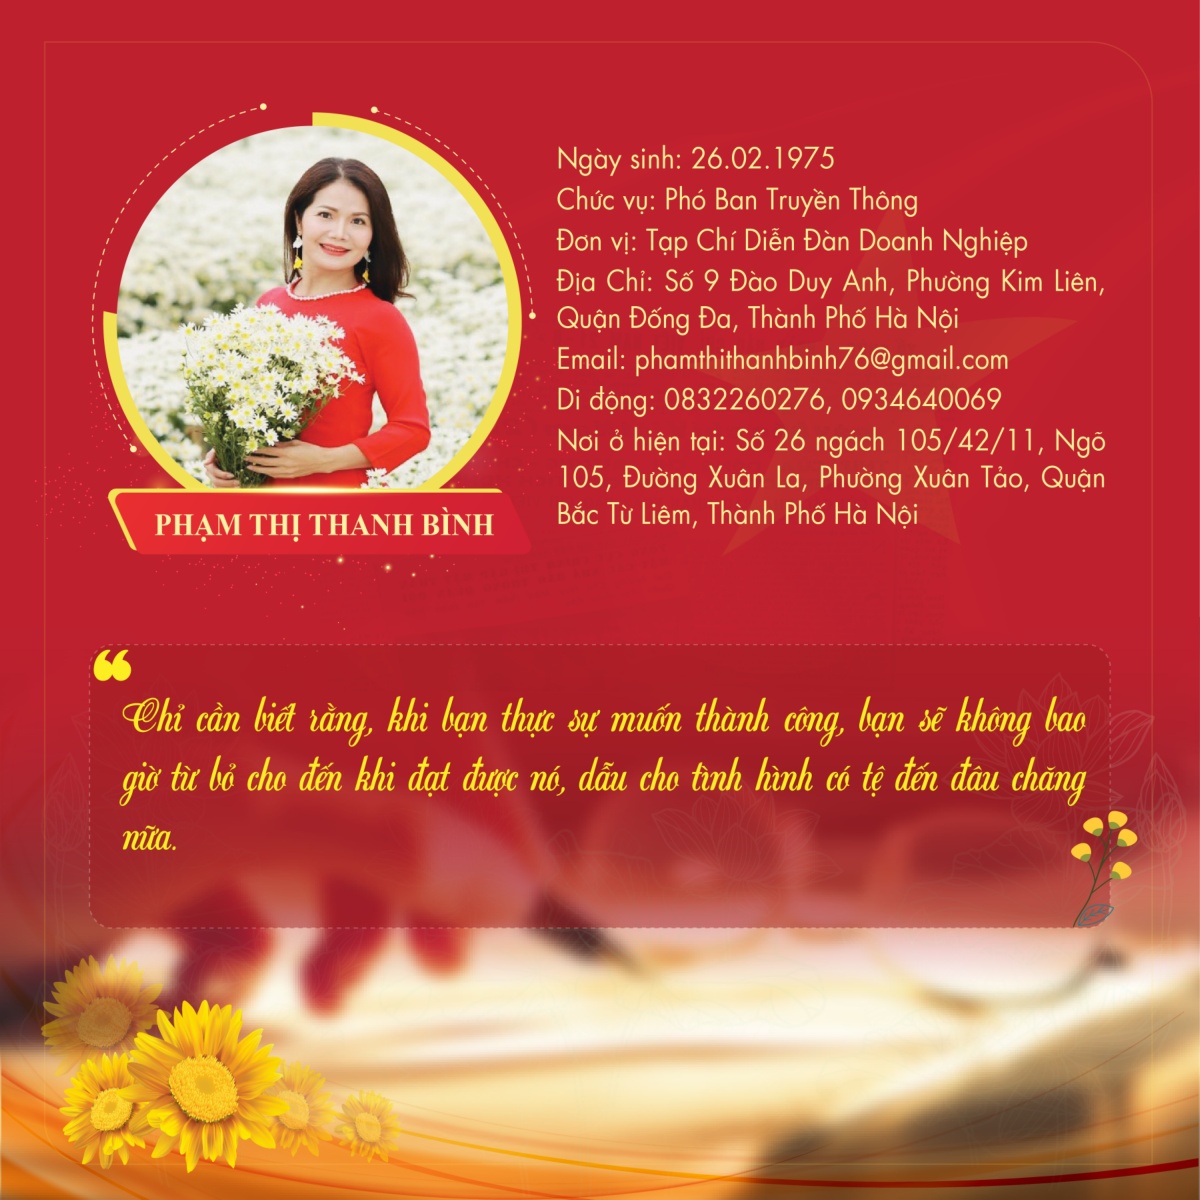 Ngày sinh: 26.02.1975
Chức vụ: Phó Ban Truyền Thông
Đơn vị: Tạp Chí Diễn Đàn Doanh Nghiệp
Địa Chỉ: Số 9 Đào Duy Anh, Phường Kim Liên,
Quận Đống Đa, Thành Phố Hà Nội
Email: phamthithanhbinh76@gmail.com
Di động: 0832260276, 0934640069
Nơi ở hiện tại: Số 26 ngách 105/42/11, Ngõ
105, Đường Xuân La, Phường Xuân Tảo, Quận
Bắc Từ Liêm, Thành Phố Hà Nội
PHẠM THỊ THANH BÌNH
“
Chỉ cần biết rằng, khi bạn thực sự muốn thành công, bạn sẽ không bao
giờ từ bỏ cho đến khi đạt được nó, dẫu cho tình hình có tệ đến đâu chăng
nữa.